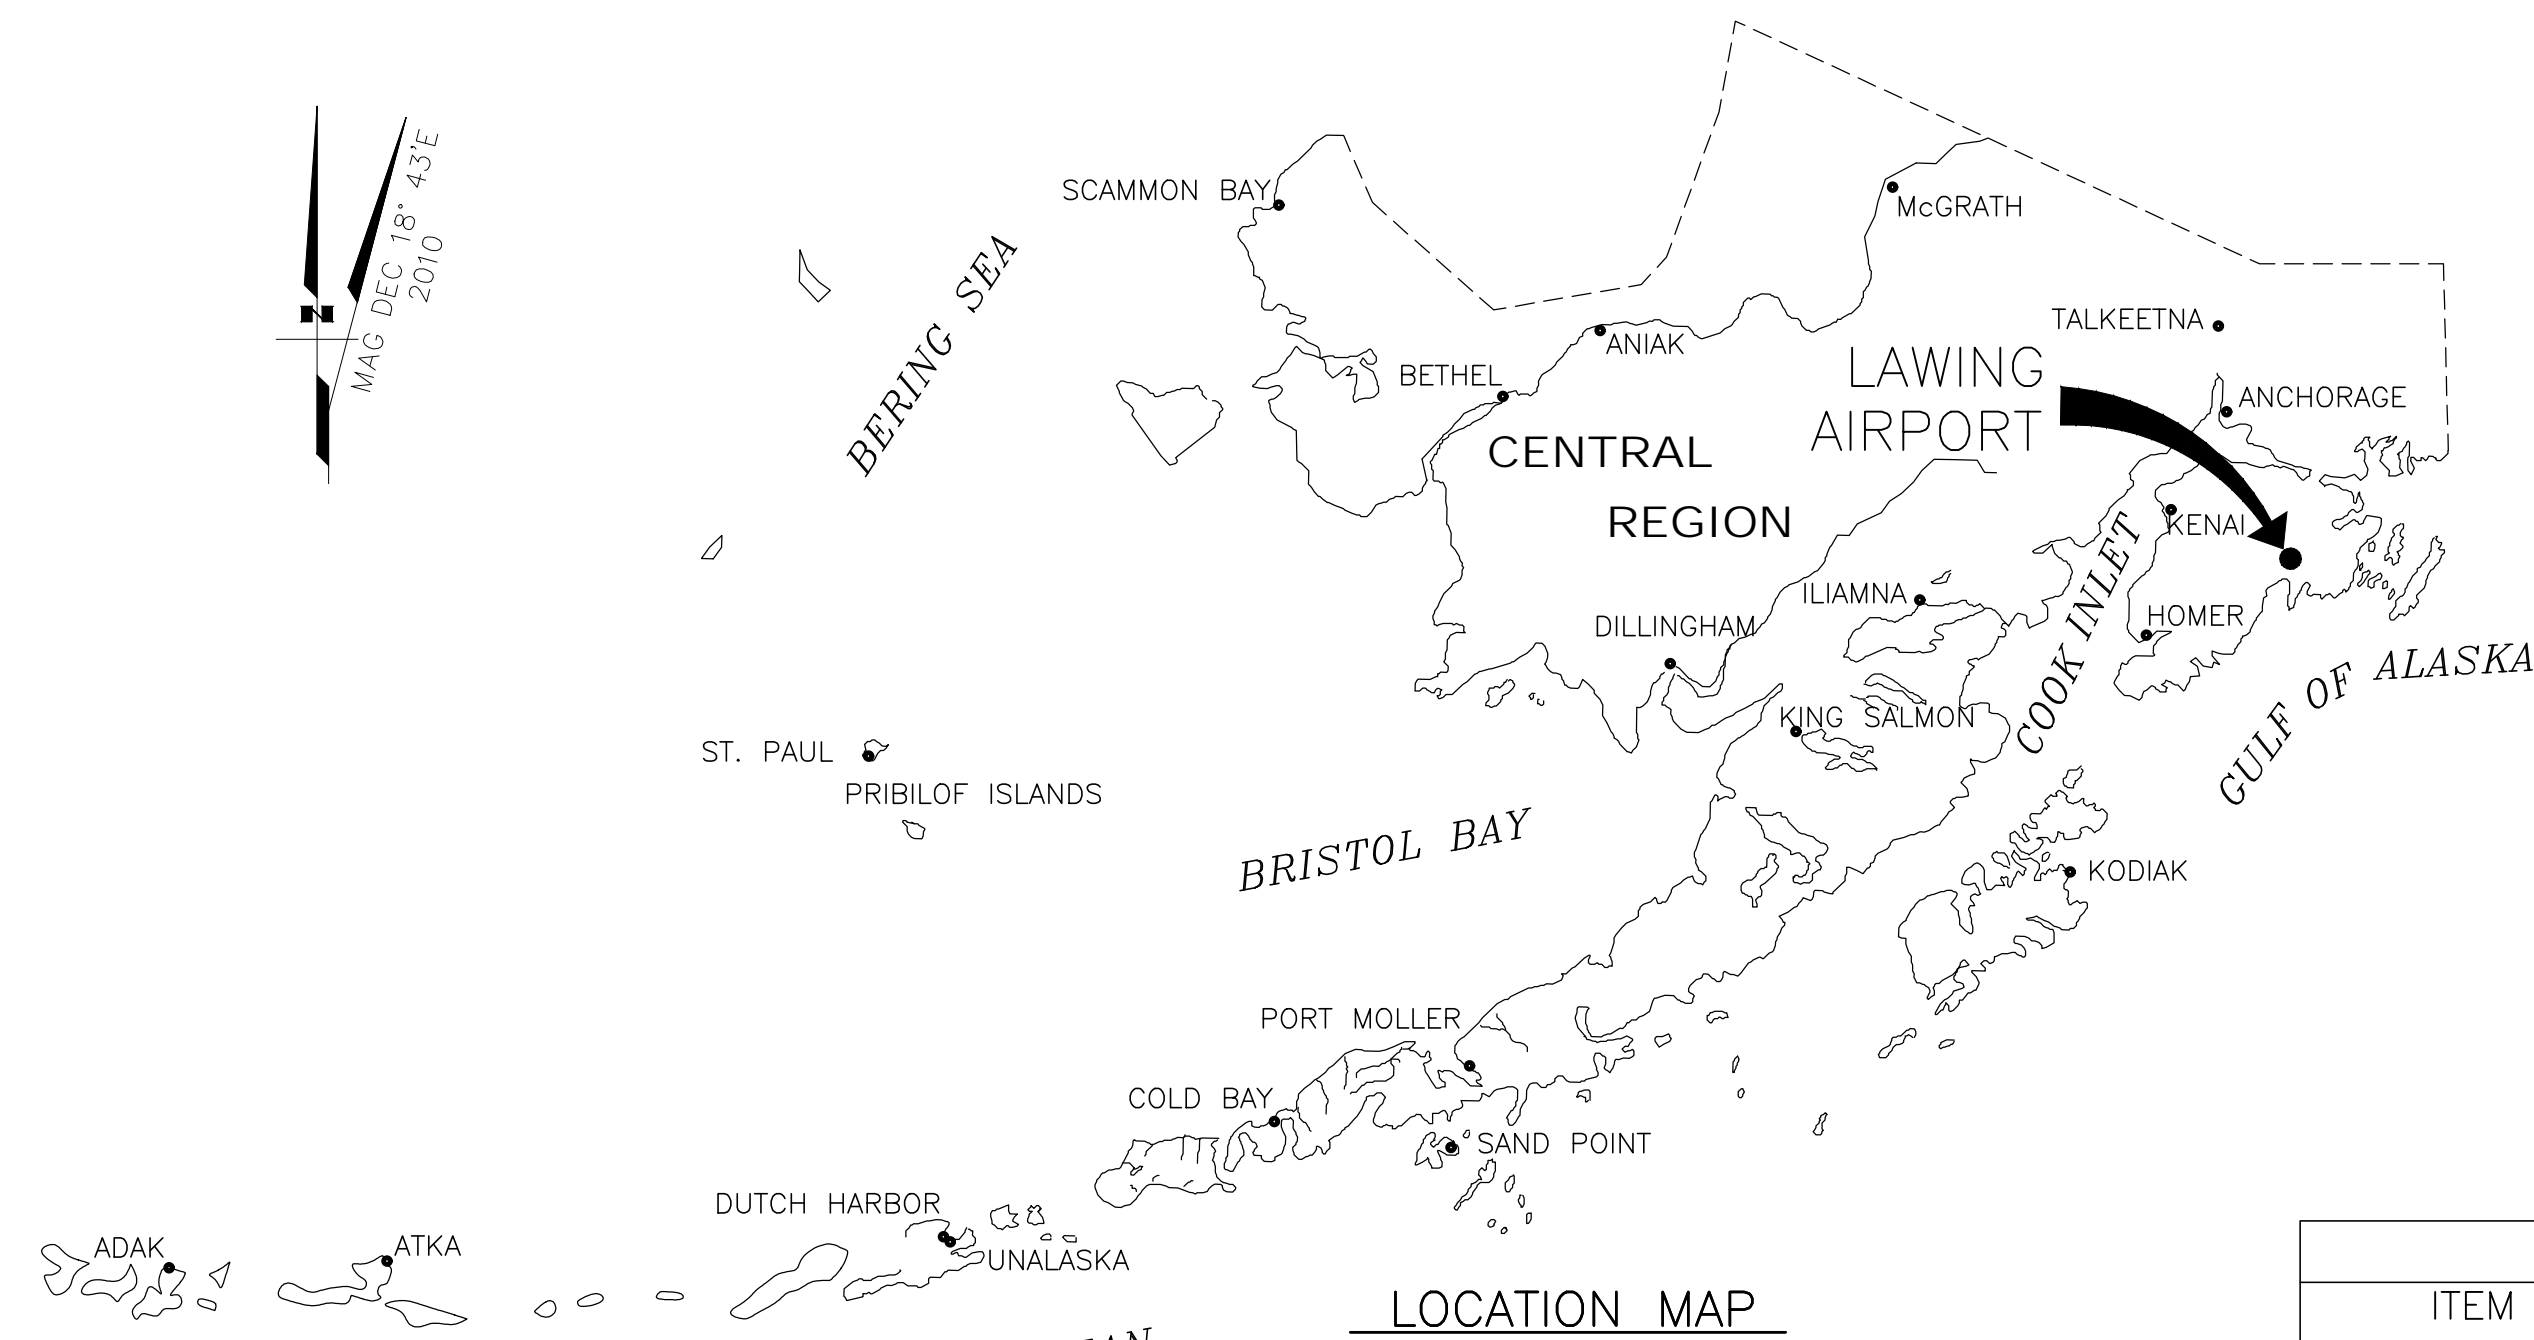 N
MAG DEC 18° 43'E
2010
SCAMMON BAY
McGRATH
BERING SEA
TALKEETNA
ANIAK
LAWING
AIRPORT
BETHEL
ANCHORAGE
CENTRAL
REGION
KENAI
COOK INLET
ILIAMNA
HOMER
DILLINGHAM
GULF OF ALASKA
KING SALMON
ST. PAUL
PRIBILOF ISLANDS
BRISTOL BAY
KODIAK
PORT MOLLER
COLD BAY
SAND POINT
DUTCH HARBOR
UNALASKA
ADAK
ATKA
LOCATION MAP
ITEM